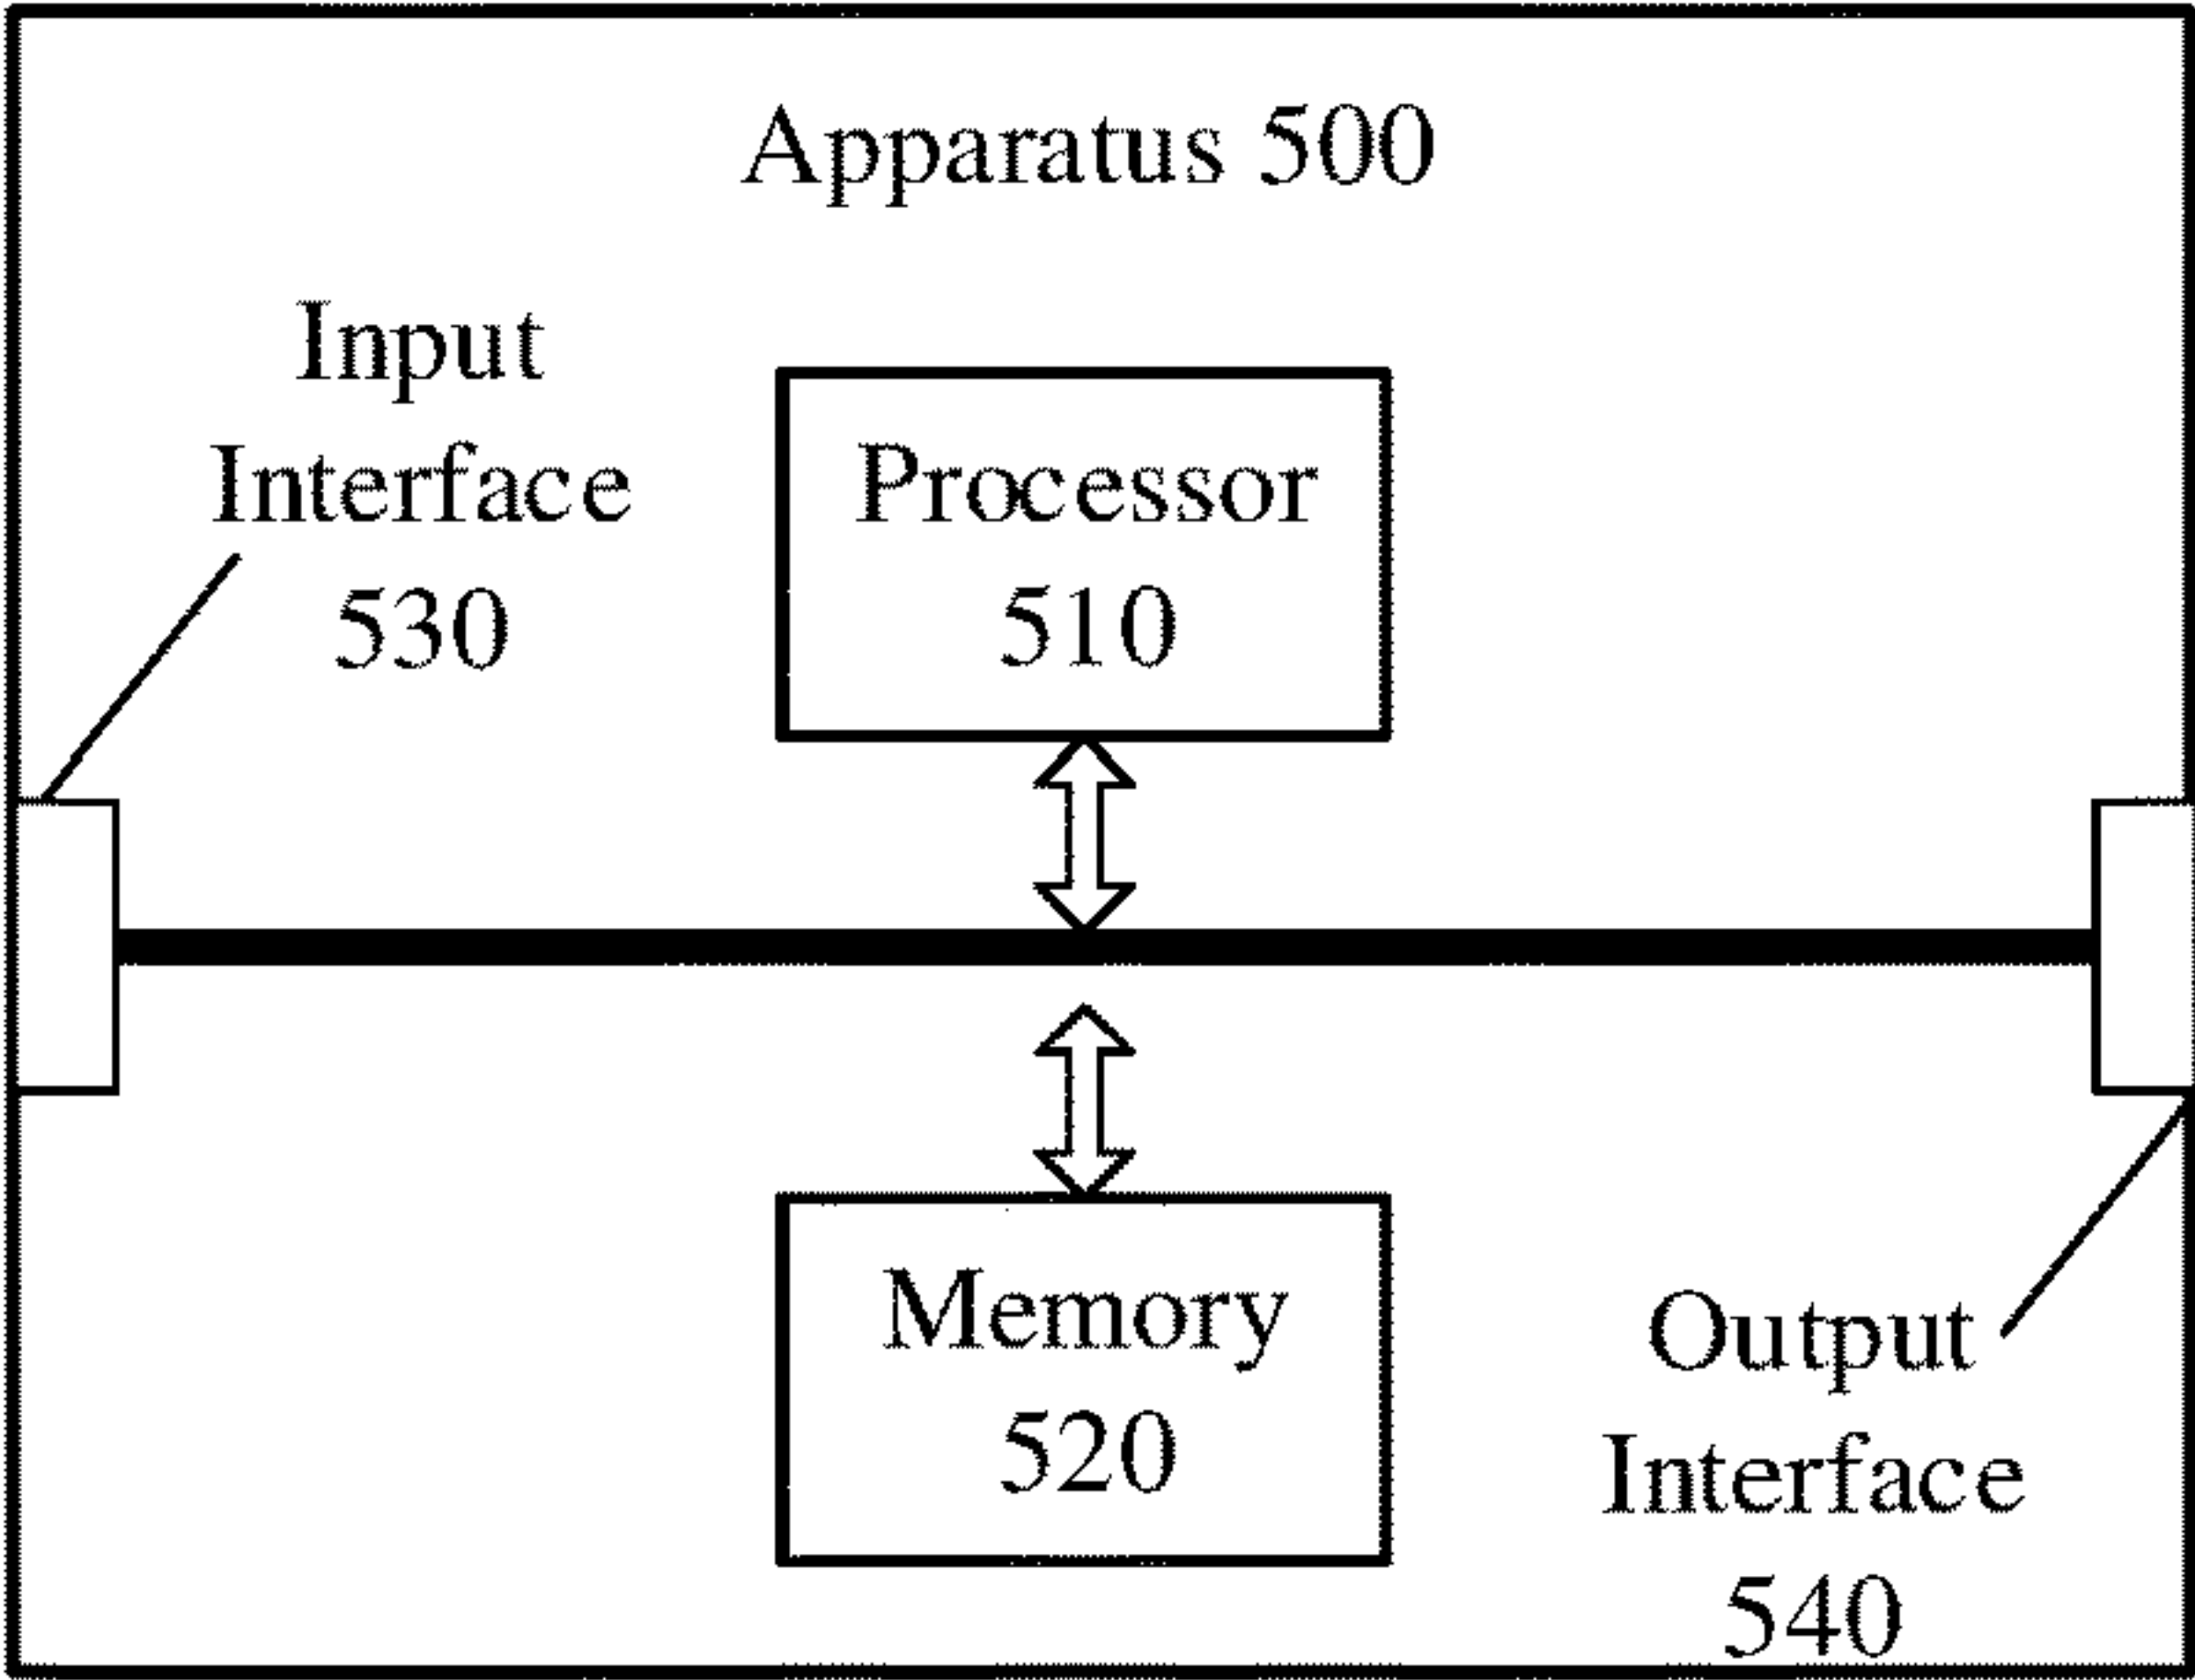 Apparatus 500
Input
Interface
530
Processor
510
Memory
520
Output
Interface
540